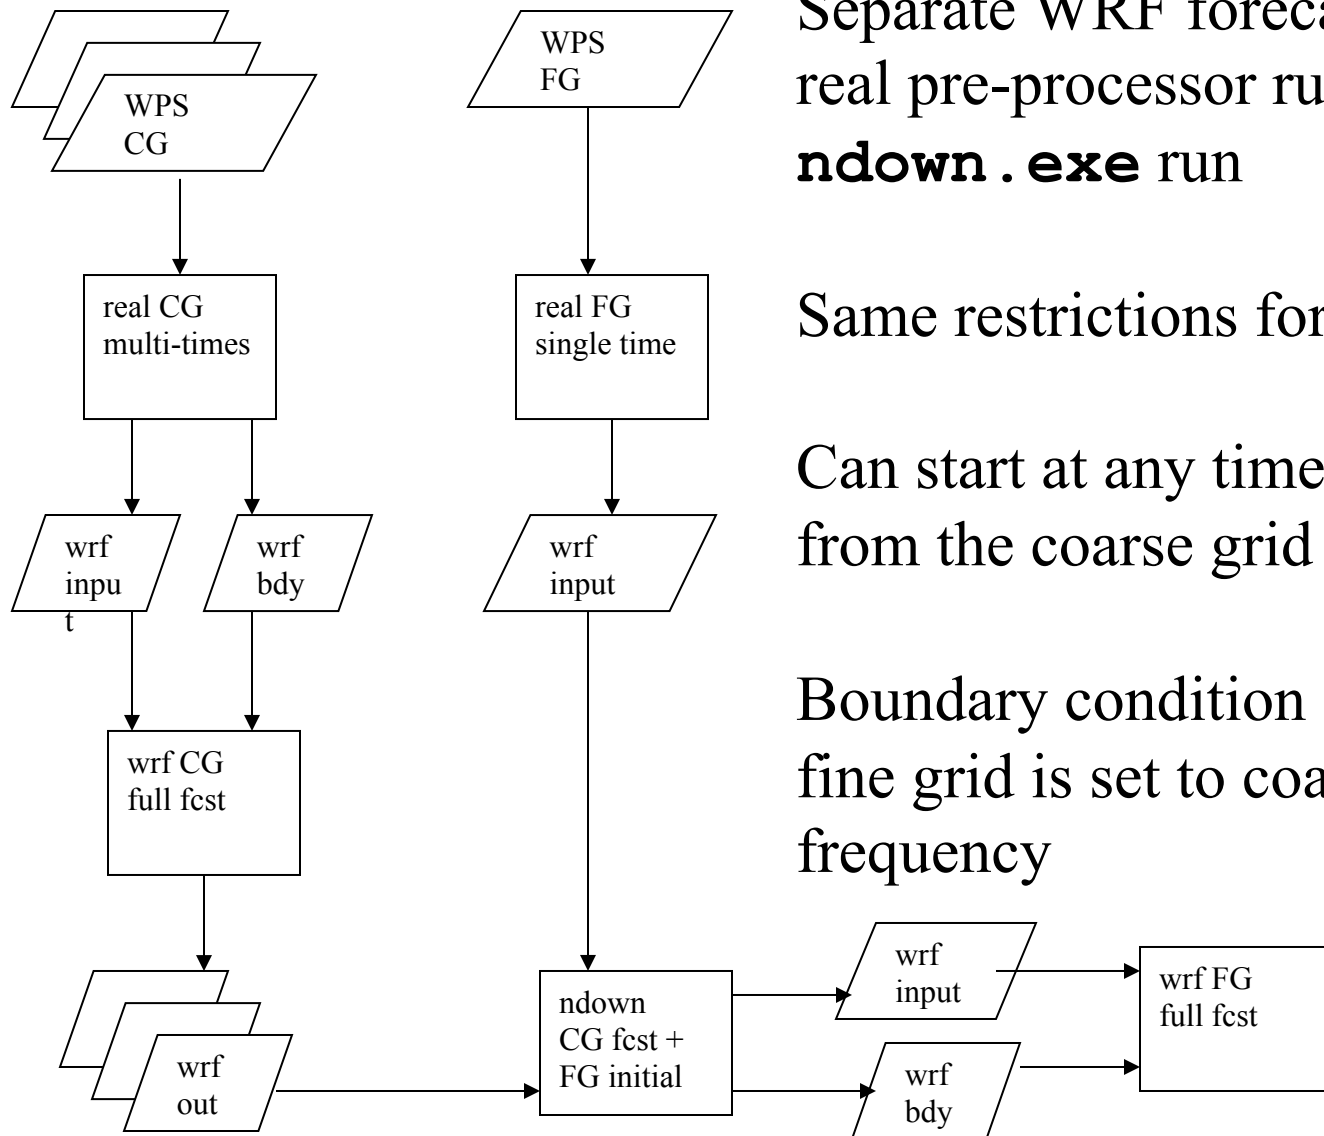 WPS
CG
WPS
FG
real CG
multi-times
real FG
single time
wrf
inpu
t
wrf
bdy
wrf
input
wrf CG
full fcst
wrf
out
ndown
CG fcst +
FG initial
wrf
input
wrf
bdy
wrf FG
full fcst
Separate WRF foreca
real pre-processor ru
ndown.exe run
Same restrictions for
Can start at any time
from the coarse grid
Boundary condition
fine grid is set to coa
frequency